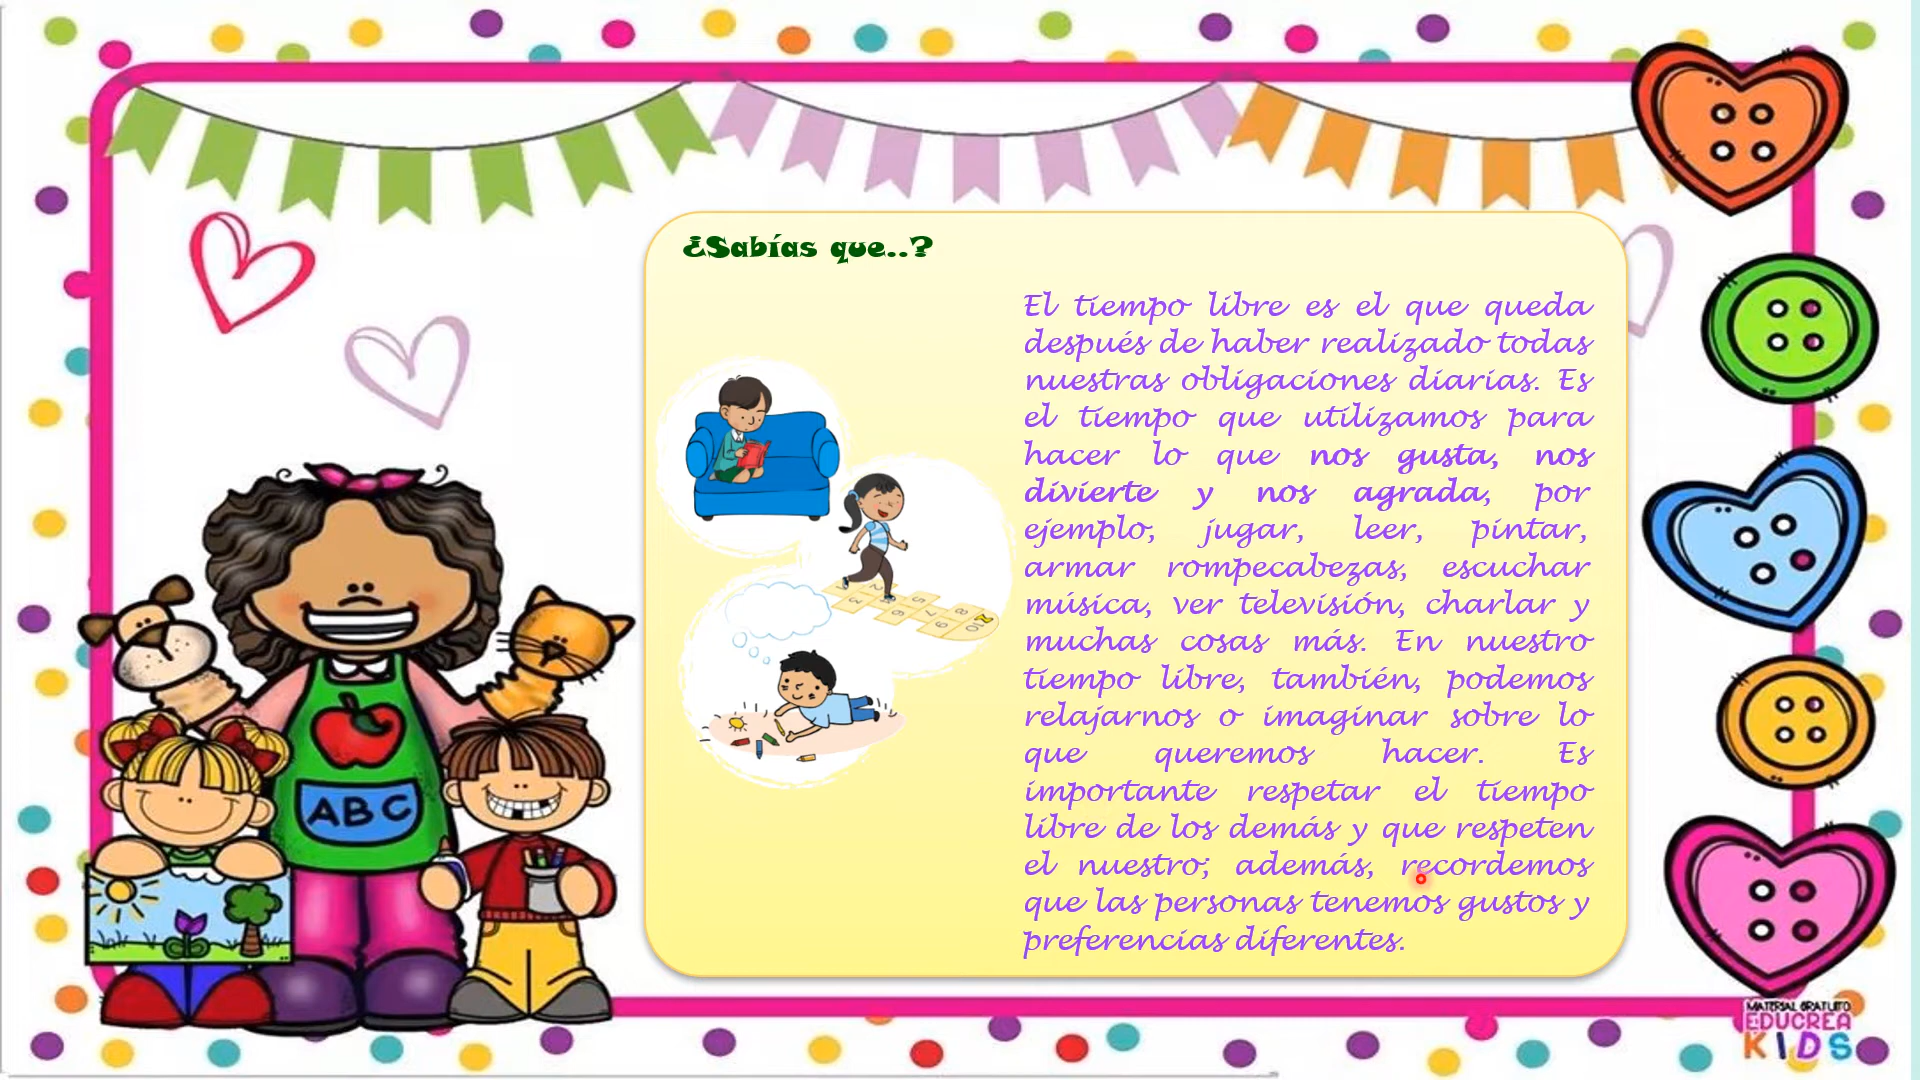 ¿Sabías que..?
El tiempo libre es el que queda
después de haber realizado todas
nuestras obligaciones diarias. Es
el tiempo que utilizamos para
hacer lo que nos gusta, nos
divierte y nos agrada, por
ejemplo, jugar, leer, pintar,
armar rompecabezas, escuchar
música, ver televisión, charlar y
muchas cosas más. En nuestro
tiempo libre, también, podemos
relajarnos o imaginar sobre lo
que queremos hacer. Es
importante respetar el tiempo
libre de los demás y que respeten
el nuestro; además, recordemos
que las personas tenemos gustos y
preferencias diferentes.
ABC
MATERIAL GRATUITO
EDUCREA
KIDS